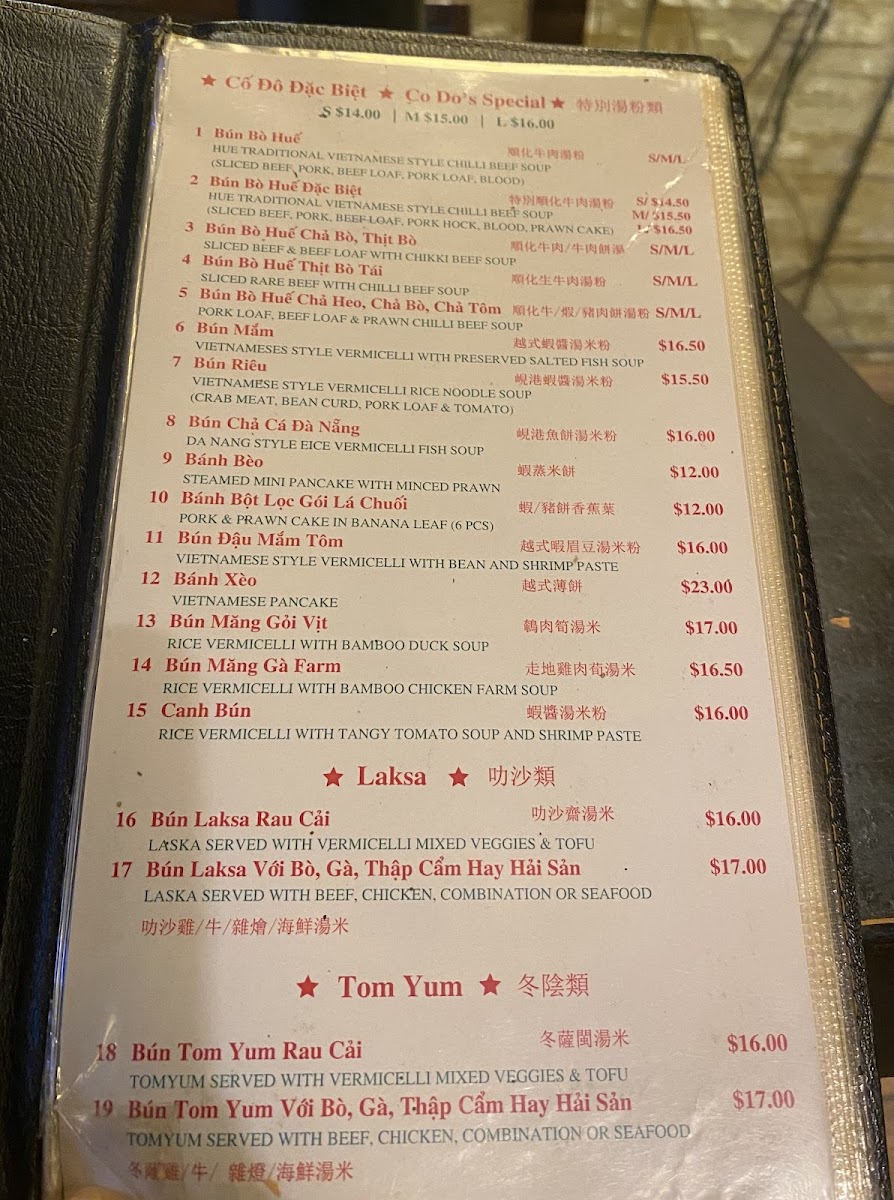 ★ Cố Đô Đặc Biệt ★ Co Do's Special ★ 特別湯粉類
S $14.00 | M $15.00 | L $16.00
1 Bún Bò Huế 順化牛肉湯粉 S/M/L
HUE TRADITIONAL VIETNAMESE STYLE CHILLI BEEF SOUP
(SLICED BEEF, PORK, BEEF LOAF, PORK LOAF, BLOOD)
2 Bún Bò Huế Đặc Biệt 特別順化牛肉湯粉 S/ $14.50
HUE TRADITIONAL VIETNAMESE STYLE CHILLI BEEF SOUP M/ $15.50
(SLICED BEEF, PORK, BEEF LOAF, PORK HOCK, BLOOD, PRAWN CAKE) L/ $16.50
3 Bún Bò Huế Chả Bò, Thịt Bò 順化牛肉/牛肉餅湯 S/M/L
SLICED BEEF & BEEF LOAF WITH CHIKKI BEEF SOUP
4 Bún Bò Huế Thịt Bò Tái 順化生牛肉湯粉 S/M/L
SLICED RARE BEEF WITH CHILLI BEEF SOUP
5 Bún Bò Huế Chả Heo, Chả Bò, Chả Tôm 順化牛/蝦/豬肉餅湯粉 S/M/L
PORK LOAF, BEEF LOAF & PRAWN CHILLI BEEF SOUP
6 Bún Mắm 越式蝦醬湯米粉 $16.50
VIETNAMESES STYLE VERMICELLI WITH PRESERVED SALTED FISH SOUP
7 Bún Riêu 峴港蝦醬湯米粉 $15.50
VIETNAMESE STYLE VERMICELLI RICE NOODLE SOUP
(CRAB MEAT, BEAN CURD, PORK LOAF & TOMATO)
8 Bún Chả Cá Đà Nẵng 峴港魚餅湯米粉 $16.00
DA NANG STYLE EICE VERMICELLI FISH SOUP
9 Bánh Bèo 蝦蒸米餅 $12.00
STEAMED MINI PANCAKE WITH MINCED PRAWN
10 Bánh Bột Lọc Gói Lá Chuối 蝦/豬餅香蕉葉 $12.00
PORK & PRAWN CAKE IN BANANA LEAF (6 PCS)
11 Bún Đậu Mắm Tôm 越式蝦眉豆湯米粉 $16.00
VIETNAMESE STYLE VERMICELLI WITH BEAN AND SHRIMP PASTE
12 Bánh Xèo 越式薄餅 $23.00
VIETNAMESE PANCAKE
13 Bún Măng Gỏi Vịt 鴨肉筍湯米 $17.00
RICE VERMICELLI WITH BAMBOO DUCK SOUP
14 Bún Măng Gà Farm 走地雞肉荀湯米 $16.50
RICE VERMICELLI WITH BAMBOO CHICKEN FARM SOUP
15 Canh Bún 蝦醬湯米粉 $16.00
RICE VERMICELLI WITH TANGY TOMATO SOUP AND SHRIMP PASTE
★ Laksa ★ 叻沙類
16 Bún Laksa Rau Cải 叻沙齋湯米 $16.00
LASKA SERVED WITH VERMICELLI MIXED VEGGIES & TOFU
17 Bún Laksa Với Bò, Gà, Thập Cẩm Hay Hải Sản $17.00
LASKA SERVED WITH BEEF, CHICKEN, COMBINATION OR SEAFOOD
叻沙雞/牛/雜燴/海鮮湯米
★ Tom Yum ★ 冬陰類
18 Bún Tom Yum Rau Cải 冬薩閩湯米 $16.00
TOMYUM SERVED WITH VERMICELLI MIXED VEGGIES & TOFU
19 Bún Tom Yum Với Bò, Gà, Thập Cẩm Hay Hải Sản $17.00
TOMYUM SERVED WITH BEEF, CHICKEN, COMBINATION OR SEAFOOD
冬薩雞/牛/ 雜燈/海鮮湯米